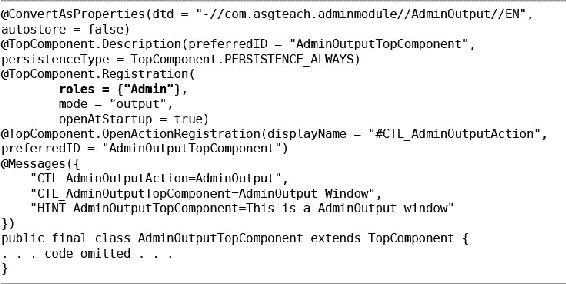 @ConvertAsProperties(dtd = "-//com.asgteach.adminmodule//AdminOutput//EN",
autostore = false)
@TopComponent.Description(preferredID = "AdminOutputTopComponent",
persistenceType = TopComponent.PERSISTENCE_ALWAYS)
@TopComponent.Registration(
        roles = {"Admin"},
        mode = "output",
        openAtStartup = true)
@TopComponent.OpenActionRegistration(displayName = "#CTL_AdminOutputAction",
preferredID = "AdminOutputTopComponent")
@Messages({
    "CTL_AdminOutputAction=AdminOutput",
    "CTL_AdminOutputTopComponent=AdminOutput Window",
    "HINT_AdminOutputTopComponent=This is a AdminOutput window"
})
public final class AdminOutputTopComponent extends TopComponent {
. . . code omitted . . .
}